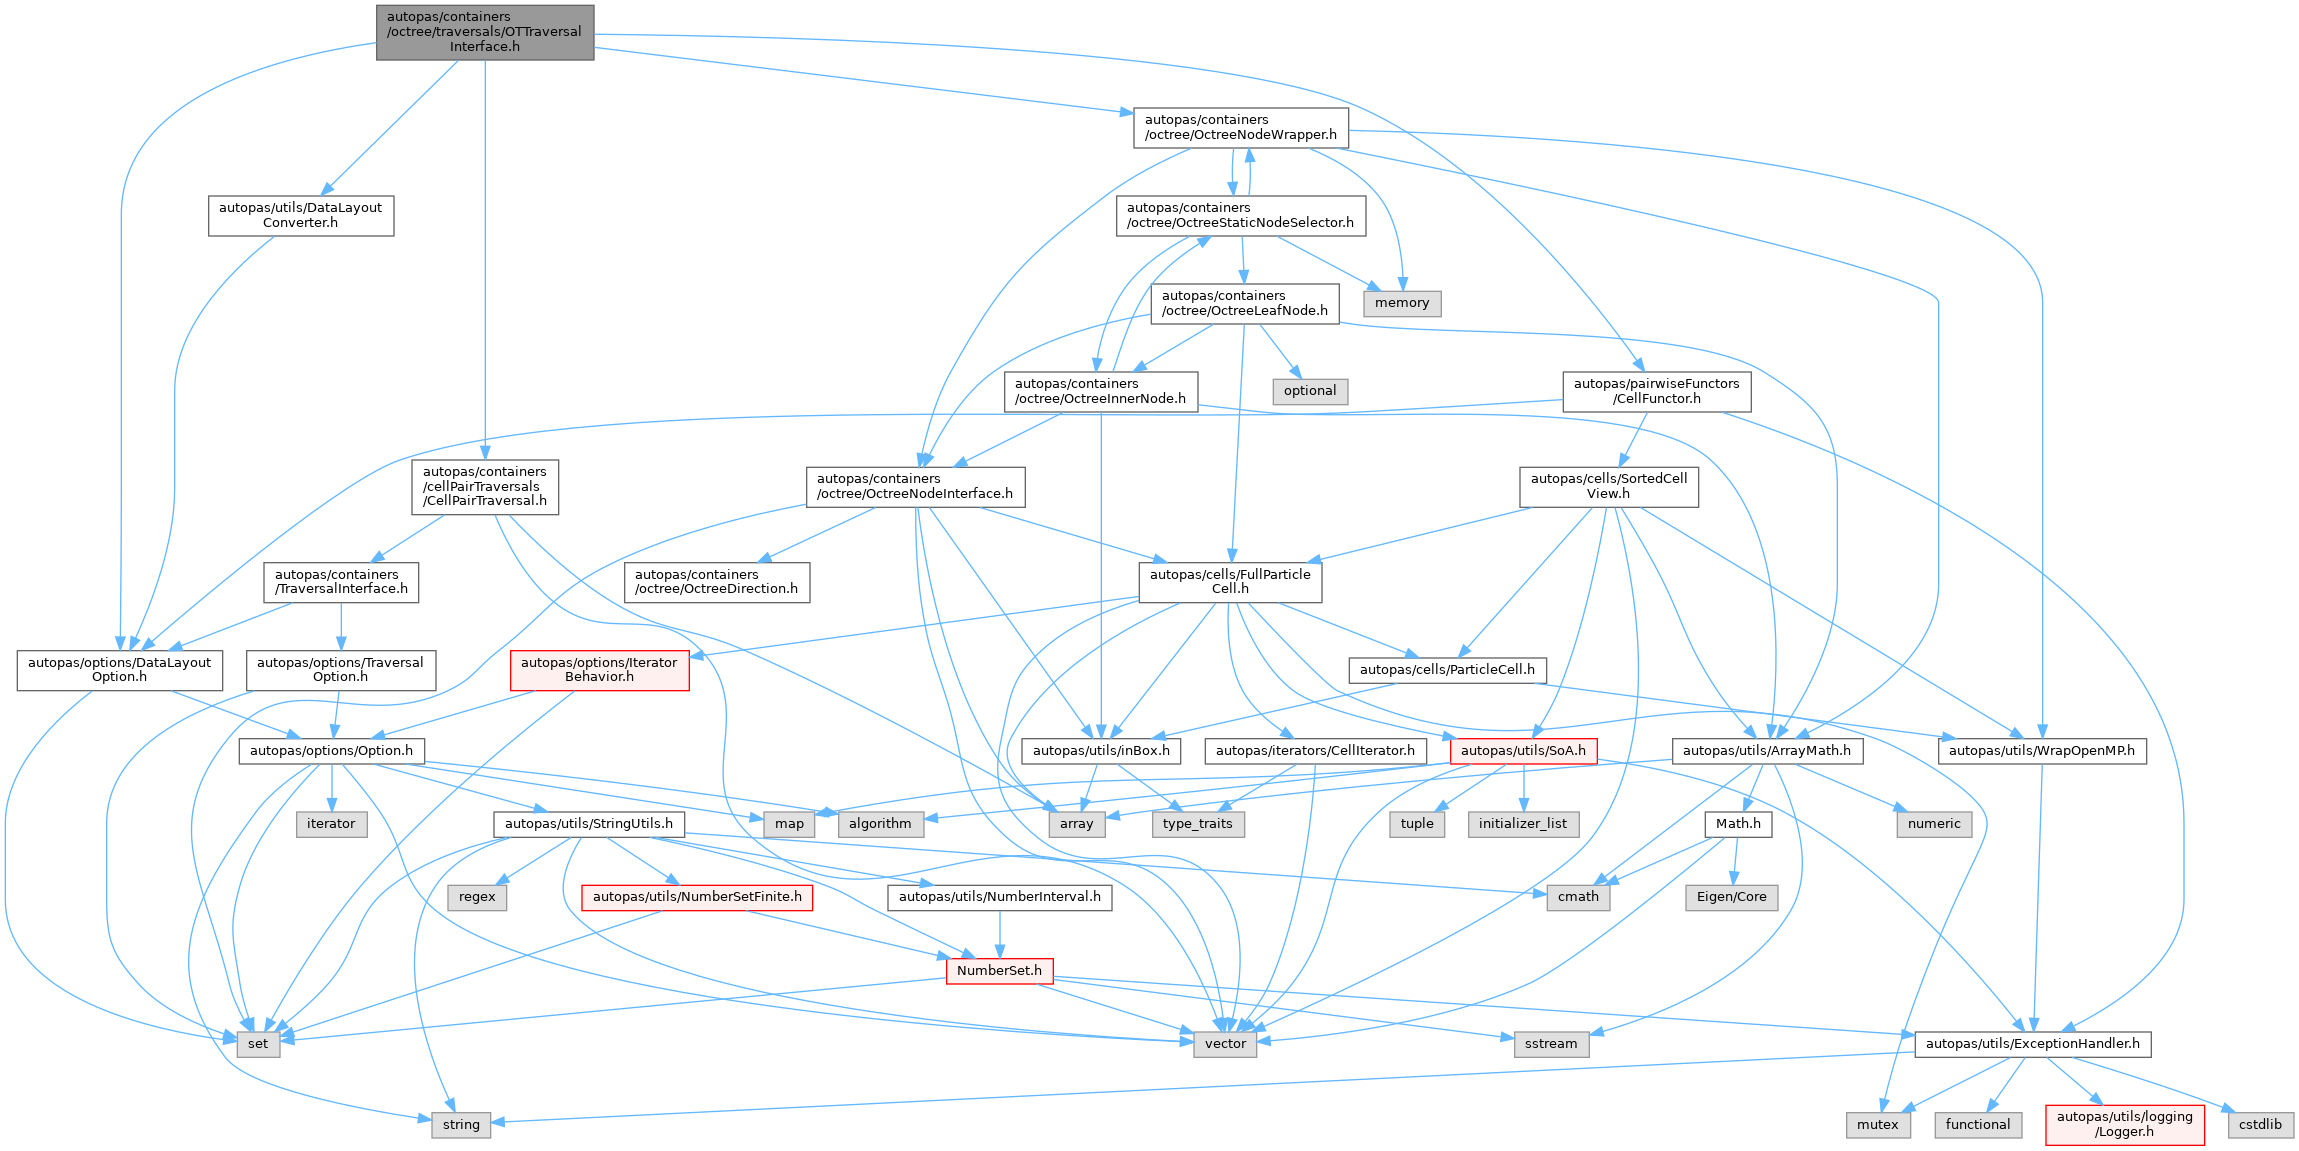 autopas/containers
/octree/traversals/OTTraversal
Interface.h
autopas/containers
/octree/OctreeNodeWrapper.h
autopas/utils/DataLayout
Converter.h
autopas/containers
/octree/OctreeStaticNodeSelector.h
autopas/containers
/octree/OctreeLeafNode.h
memory
autopas/containers
/octree/OctreeInnerNode.h
optional
autopas/pairwiseFunctors
/CellFunctor.h
autopas/containers
/cellPairTraversals
/CellPairTraversal.h
autopas/containers
/octree/OctreeNodeInterface.h
autopas/cells/SortedCell
View.h
autopas/containers
/TraversalInterface.h
autopas/containers
/octree/OctreeDirection.h
autopas/cells/FullParticle
Cell.h
autopas/options/DataLayout
Option.h
autopas/options/Traversal
Option.h
autopas/options/Iterator
Behavior.h
autopas/cells/ParticleCell.h
autopas/options/Option.h
autopas/utils/inBox.h
autopas/iterators/CellIterator.h
autopas/utils/SoA.h
autopas/utils/ArrayMath.h
autopas/utils/WrapOpenMP.h
iterator
autopas/utils/StringUtils.h
map
algorithm
array
type_traits
tuple
initializer_list
Math.h
numeric
regex
autopas/utils/NumberSetFinite.h
autopas/utils/NumberInterval.h
cmath
Eigen/Core
NumberSet.h
set
vector
sstream
autopas/utils/ExceptionHandler.h
string
mutex
functional
autopas/utils/logging
/Logger.h
cstdlib